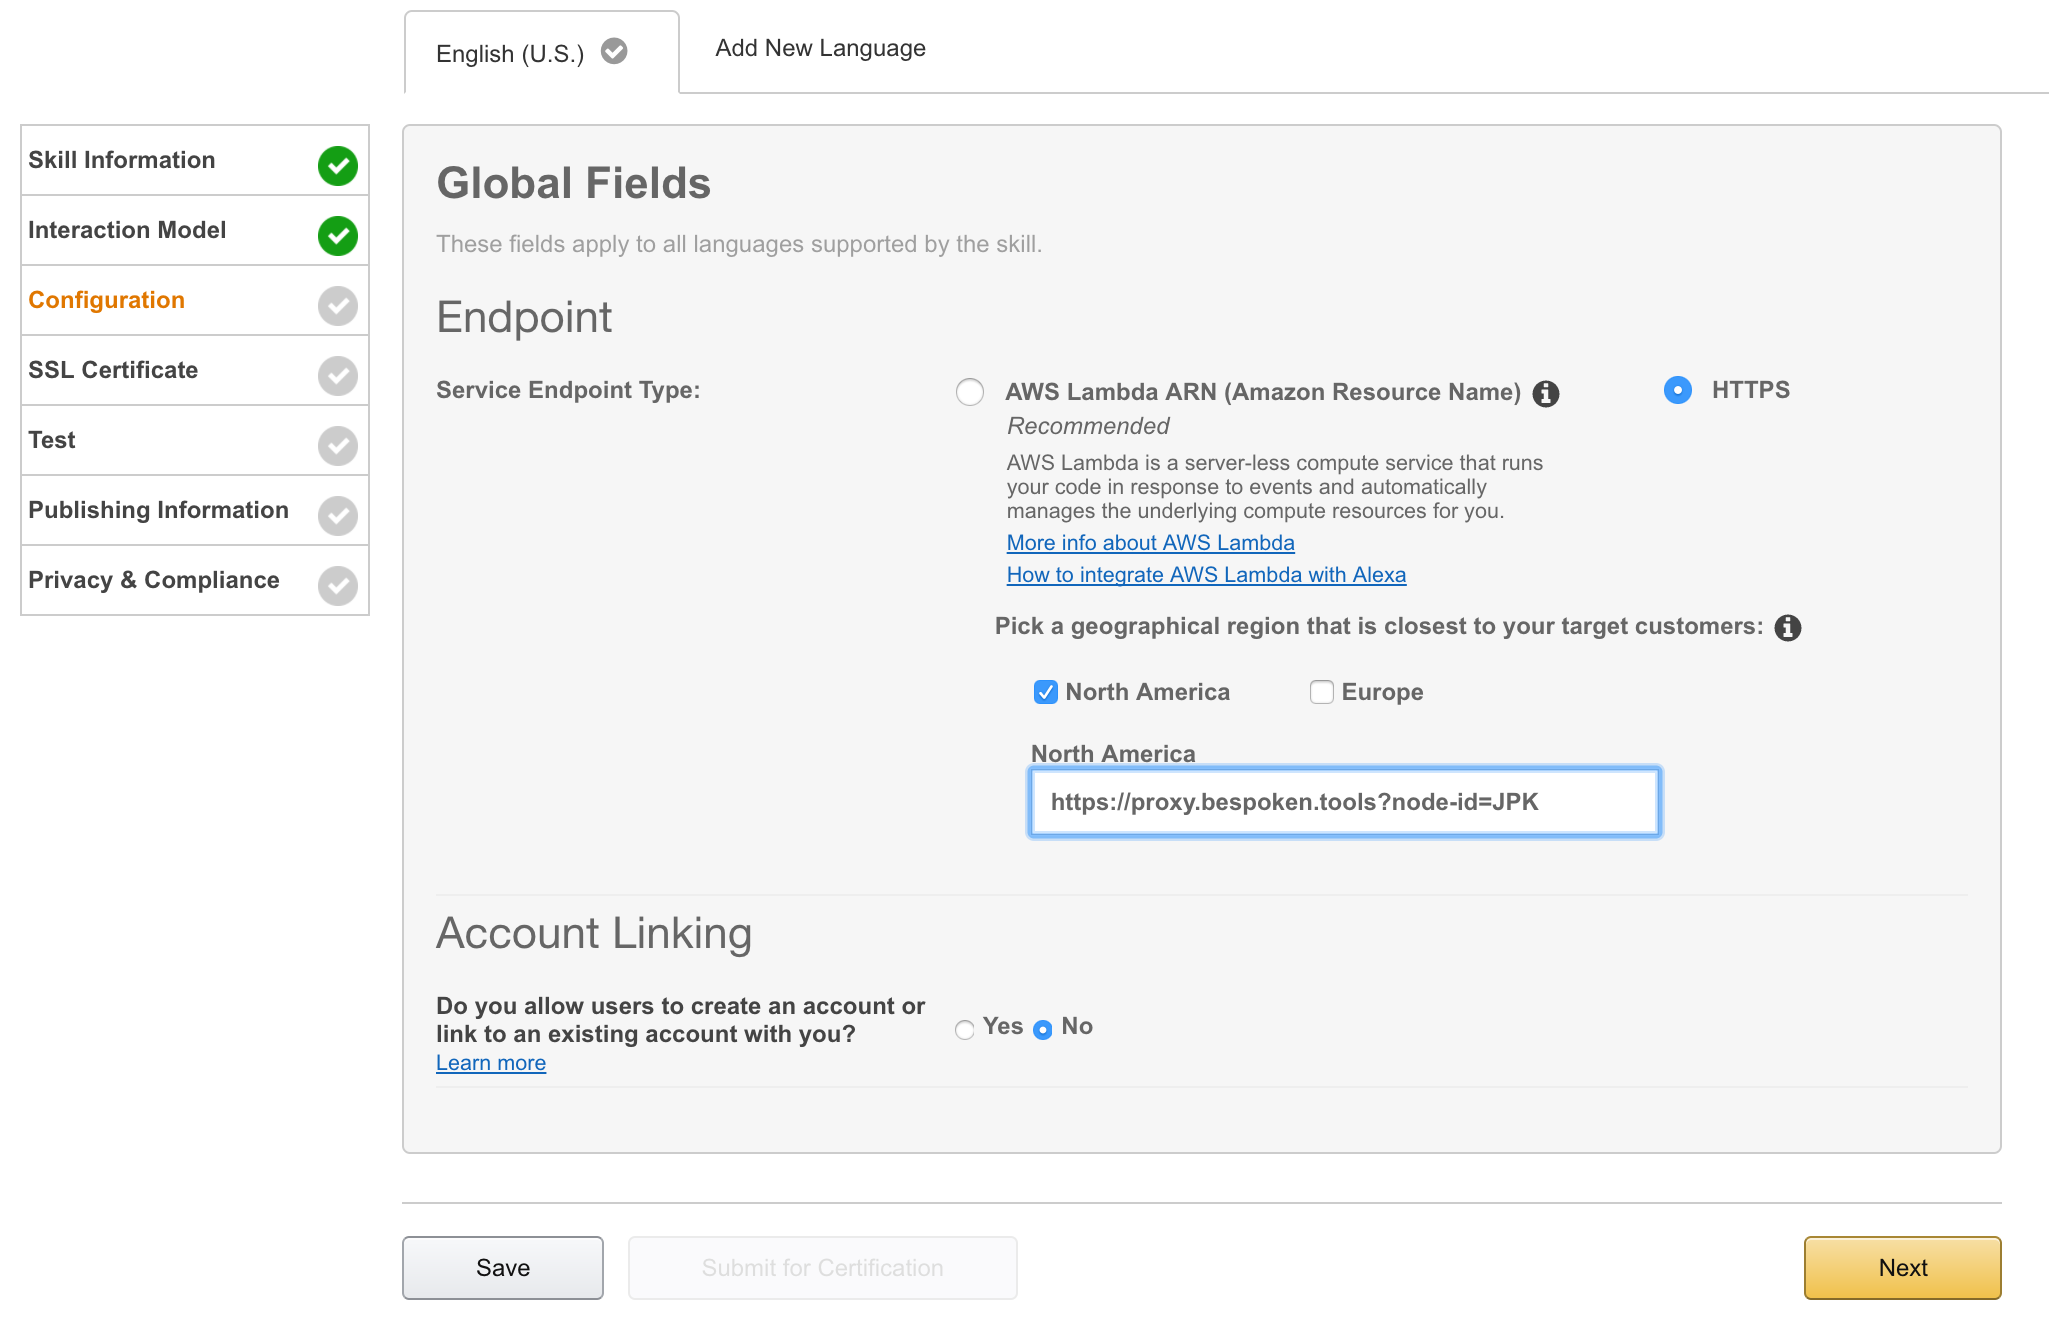 English (U.S.)
Add New Language
Skill Information
Interaction Model
Configuration
SSL Certificate
Test
Publishing Information
Privacy & Compliance
Global Fields
These fields apply to all languages supported by the skill.
Endpoint
Service Endpoint Type:
AWS Lambda ARN (Amazon Resource Name)
HTTPS
Recommended
AWS Lambda is a server-less compute service that runs
your code in response to events and automatically
manages the underlying compute resources for you.
More info about AWS Lambda
How to integrate AWS Lambda with Alexa
Pick a geographical region that is closest to your target customers:
North America
Europe
North America
https://proxy.bespoken.tools?node-id=JPK
Account Linking
Do you allow users to create an account or
link to an existing account with you?
Yes
No
Learn more
Save
Submit for Certification
Next